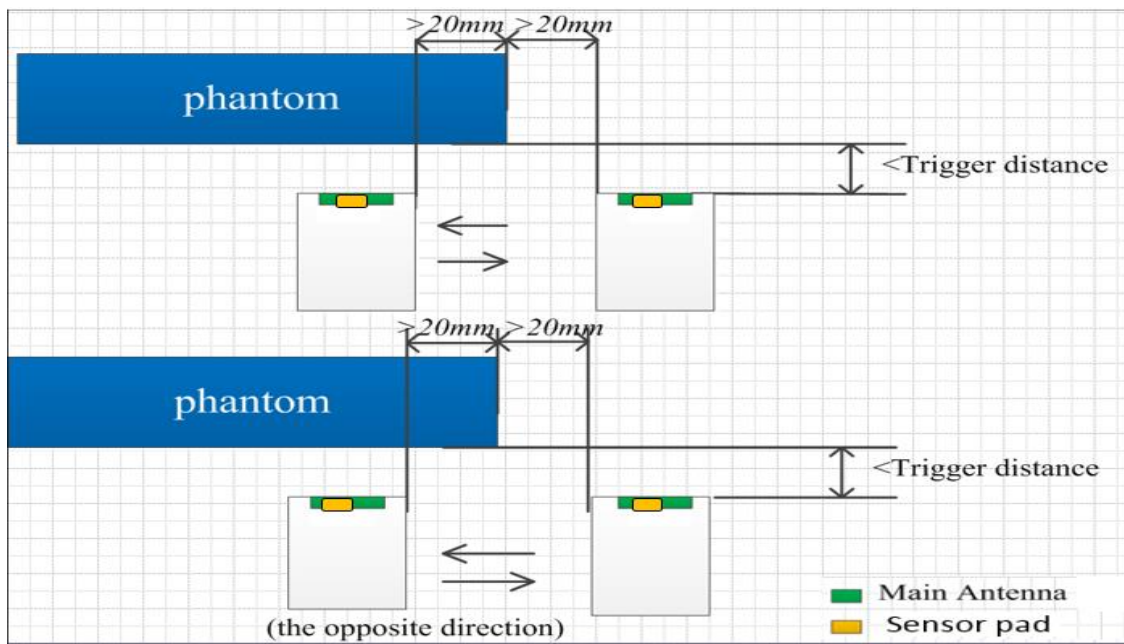 >20mm >20mm
phantom
<Trigger distance
>20mm >20mm
phantom
<Trigger distance
Main Antenna
(the opposite direction)
Sensor pad